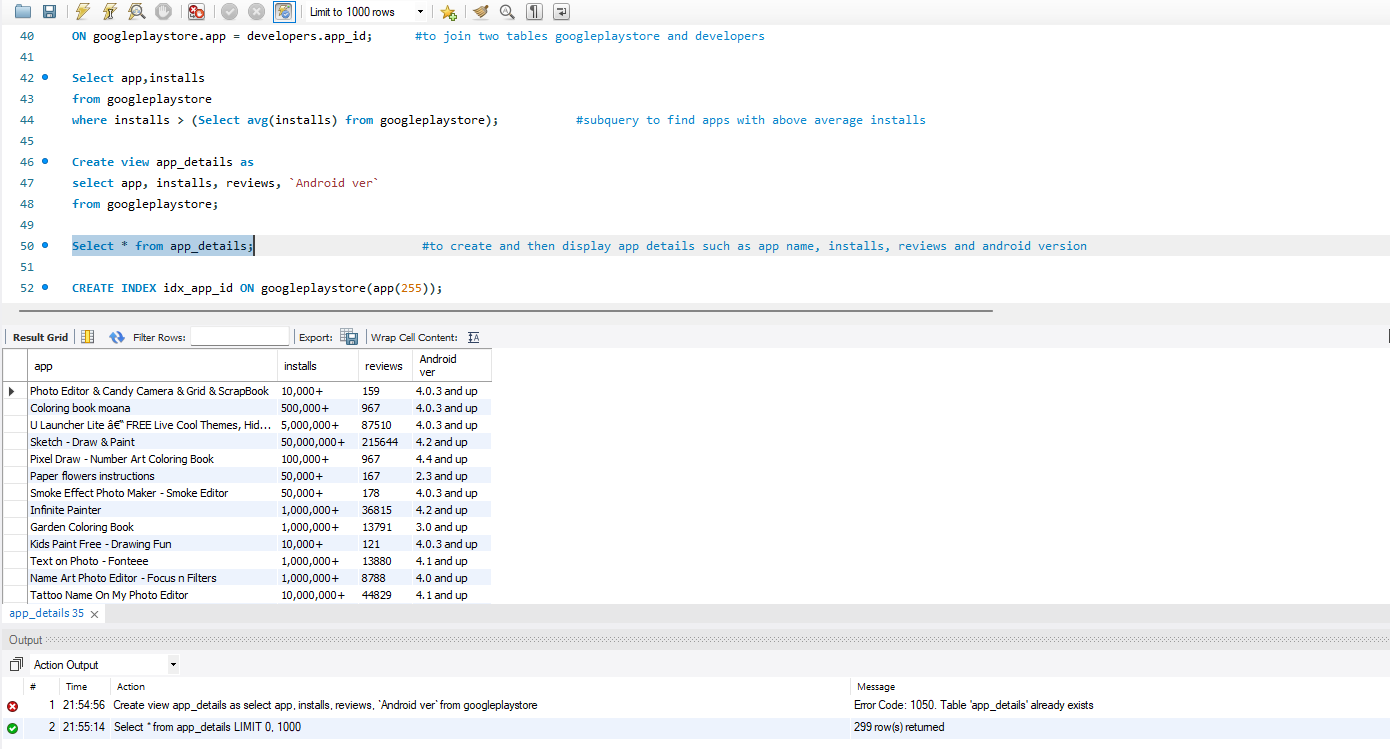 Limit to 1000 rows
40 ON googleplaystore.app = developers.app_id; #to join two tables googleplaystore and developers
41
42 Select app,installs
43 from googleplaystore
44 where installs > (Select avg(installs) from googleplaystore); #subquery to find apps with above average installs
45
46 Create view app_details as
47 select app, installs, reviews, `Android ver`
48 from googleplaystore;
49
50 Select * from app_details; #to create and then display app details such as app name, installs, reviews and android version
51
52 CREATE INDEX idx_app_id ON googleplaystore(app(255));
Result Grid Filter Rows: Export: Wrap Cell Content:
app installs reviews Android ver
Photo Editor & Candy Camera & Grid & ScrapBook 10,000+ 159 4.0.3 and up
Coloring book moana 500,000+ 967 4.0.3 and up
U Launcher Lite â€“ FREE Live Cool Themes, Hid... 5,000,000+ 87510 4.0.3 and up
Sketch - Draw & Paint 50,000,000+ 215644 4.2 and up
Pixel Draw - Number Art Coloring Book 100,000+ 967 4.4 and up
Paper flowers instructions 50,000+ 167 2.3 and up
Smoke Effect Photo Maker - Smoke Editor 50,000+ 178 4.0.3 and up
Infinite Painter 1,000,000+ 36815 4.2 and up
Garden Coloring Book 1,000,000+ 13791 3.0 and up
Kids Paint Free - Drawing Fun 10,000+ 121 4.0.3 and up
Text on Photo - Fonteee 1,000,000+ 13880 4.1 and up
Name Art Photo Editor - Focus n Filters 1,000,000+ 8788 4.0 and up
Tattoo Name On My Photo Editor 10,000,000+ 44829 4.1 and up
app_details 35
Output
Action Output
# Time Action Message
1 21:54:56 Create view app_details as select app, installs, reviews, `Android ver` from googleplaystore Error Code: 1050. Table 'app_details' already exists
2 21:55:14 Select * from app_details LIMIT 0, 1000 299 row(s) returned